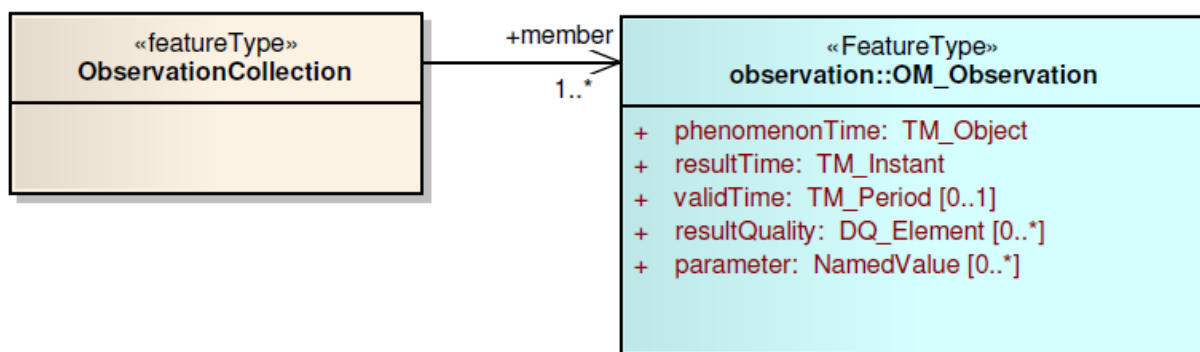 «featureType»
ObservationCollection
+member
1..*
«FeatureType»
observation::OM_Observation
+ phenomenonTime: TM_Object
+ resultTime: TM_Instant
+ validTime: TM_Period [0..1]
+ resultQuality: DQ_Element [0..*]
+ parameter: NamedValue [0..*]